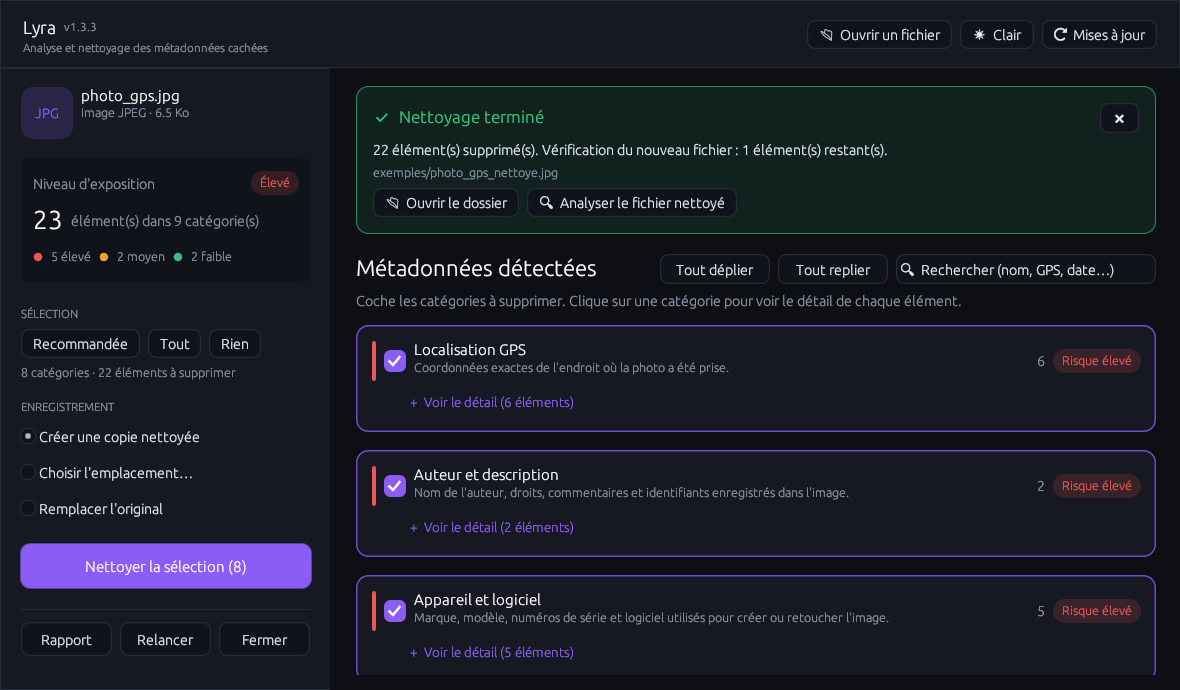 Lyra v1.3.3
Analyse et nettoyage des métadonnées cachées
Ouvrir un fichier
Clair
Mises à jour
JPG
photo_gps.jpg
Image JPEG · 6.5 Ko
Niveau d'exposition
Élevé
23 élément(s) dans 9 catégorie(s)
5 élevé 2 moyen 2 faible
SÉLECTION
Recommandée
Tout
Rien
8 catégories · 22 éléments à supprimer
ENREGISTREMENT
Créer une copie nettoyée
Choisir l'emplacement…
Remplacer l'original
Nettoyer la sélection (8)
Rapport
Relancer
Fermer
Nettoyage terminé
22 élément(s) supprimé(s). Vérification du nouveau fichier : 1 élément(s) restant(s).
exemples/photo_gps_nettoye.jpg
Ouvrir le dossier
Analyser le fichier nettoyé
Métadonnées détectées
Tout déplier
Tout replier
Rechercher (nom, GPS, date…)
Coche les catégories à supprimer. Clique sur une catégorie pour voir le détail de chaque élément.
Localisation GPS
Coordonnées exactes de l'endroit où la photo a été prise.
6 Risque élevé
+ Voir le détail (6 éléments)
Auteur et description
Nom de l'auteur, droits, commentaires et identifiants enregistrés dans l'image.
2 Risque élevé
+ Voir le détail (2 éléments)
Appareil et logiciel
Marque, modèle, numéros de série et logiciel utilisés pour créer ou retoucher l'image.
5 Risque élevé
+ Voir le détail (5 éléments)